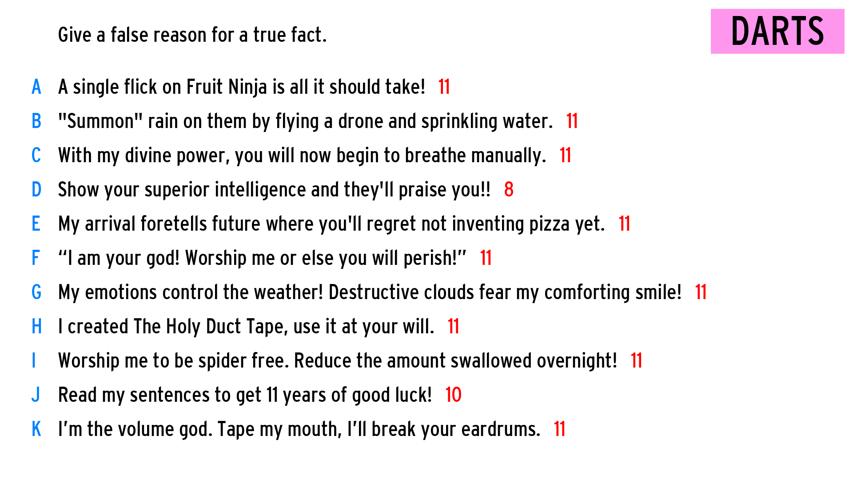 Give a false reason for a true fact.
DARTS
A A single flick on Fruit Ninja is all it should take! 11
B "Summon" rain on them by flying a drone and sprinkling water. 11
C With my divine power, you will now begin to breathe manually. 11
D Show your superior intelligence and they'll praise you!! 8
E My arrival foretells future where you'll regret not inventing pizza yet. 11
F “I am your god! Worship me or else you will perish!” 11
G My emotions control the weather! Destructive clouds fear my comforting smile! 11
H I created The Holy Duct Tape, use it at your will. 11
I Worship me to be spider free. Reduce the amount swallowed overnight! 11
J Read my sentences to get 11 years of good luck! 10
K I’m the volume god. Tape my mouth, I’ll break your eardrums. 11